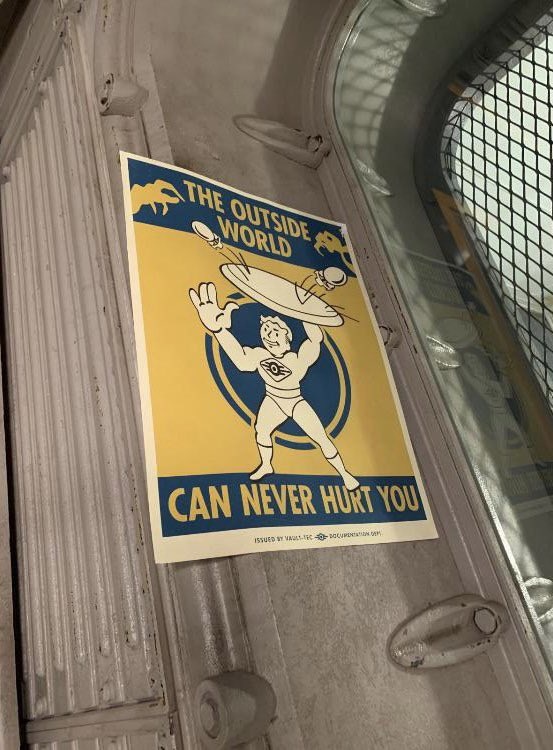 THE OUTSIDE
WORLD
CAN NEVER HURT YOU
ISSUED BY VAULT-TEC DOCUMENTATION DEPT.